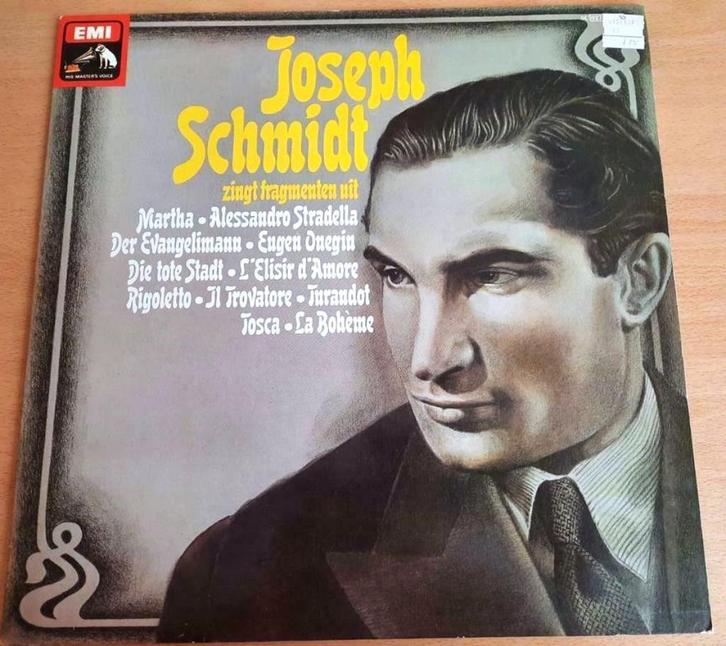 EMI
HIS MASTER'S VOICE
Joseph
Schmidt
zingt fragmenten uit
Martha • Alessandro Stradella
Der Evangelimann • Eugen Onegin
Die tote Stadt • L'Elisir d'Amore
Rigoletto • Il Trovatore • Turandot
Tosca • La Bohème